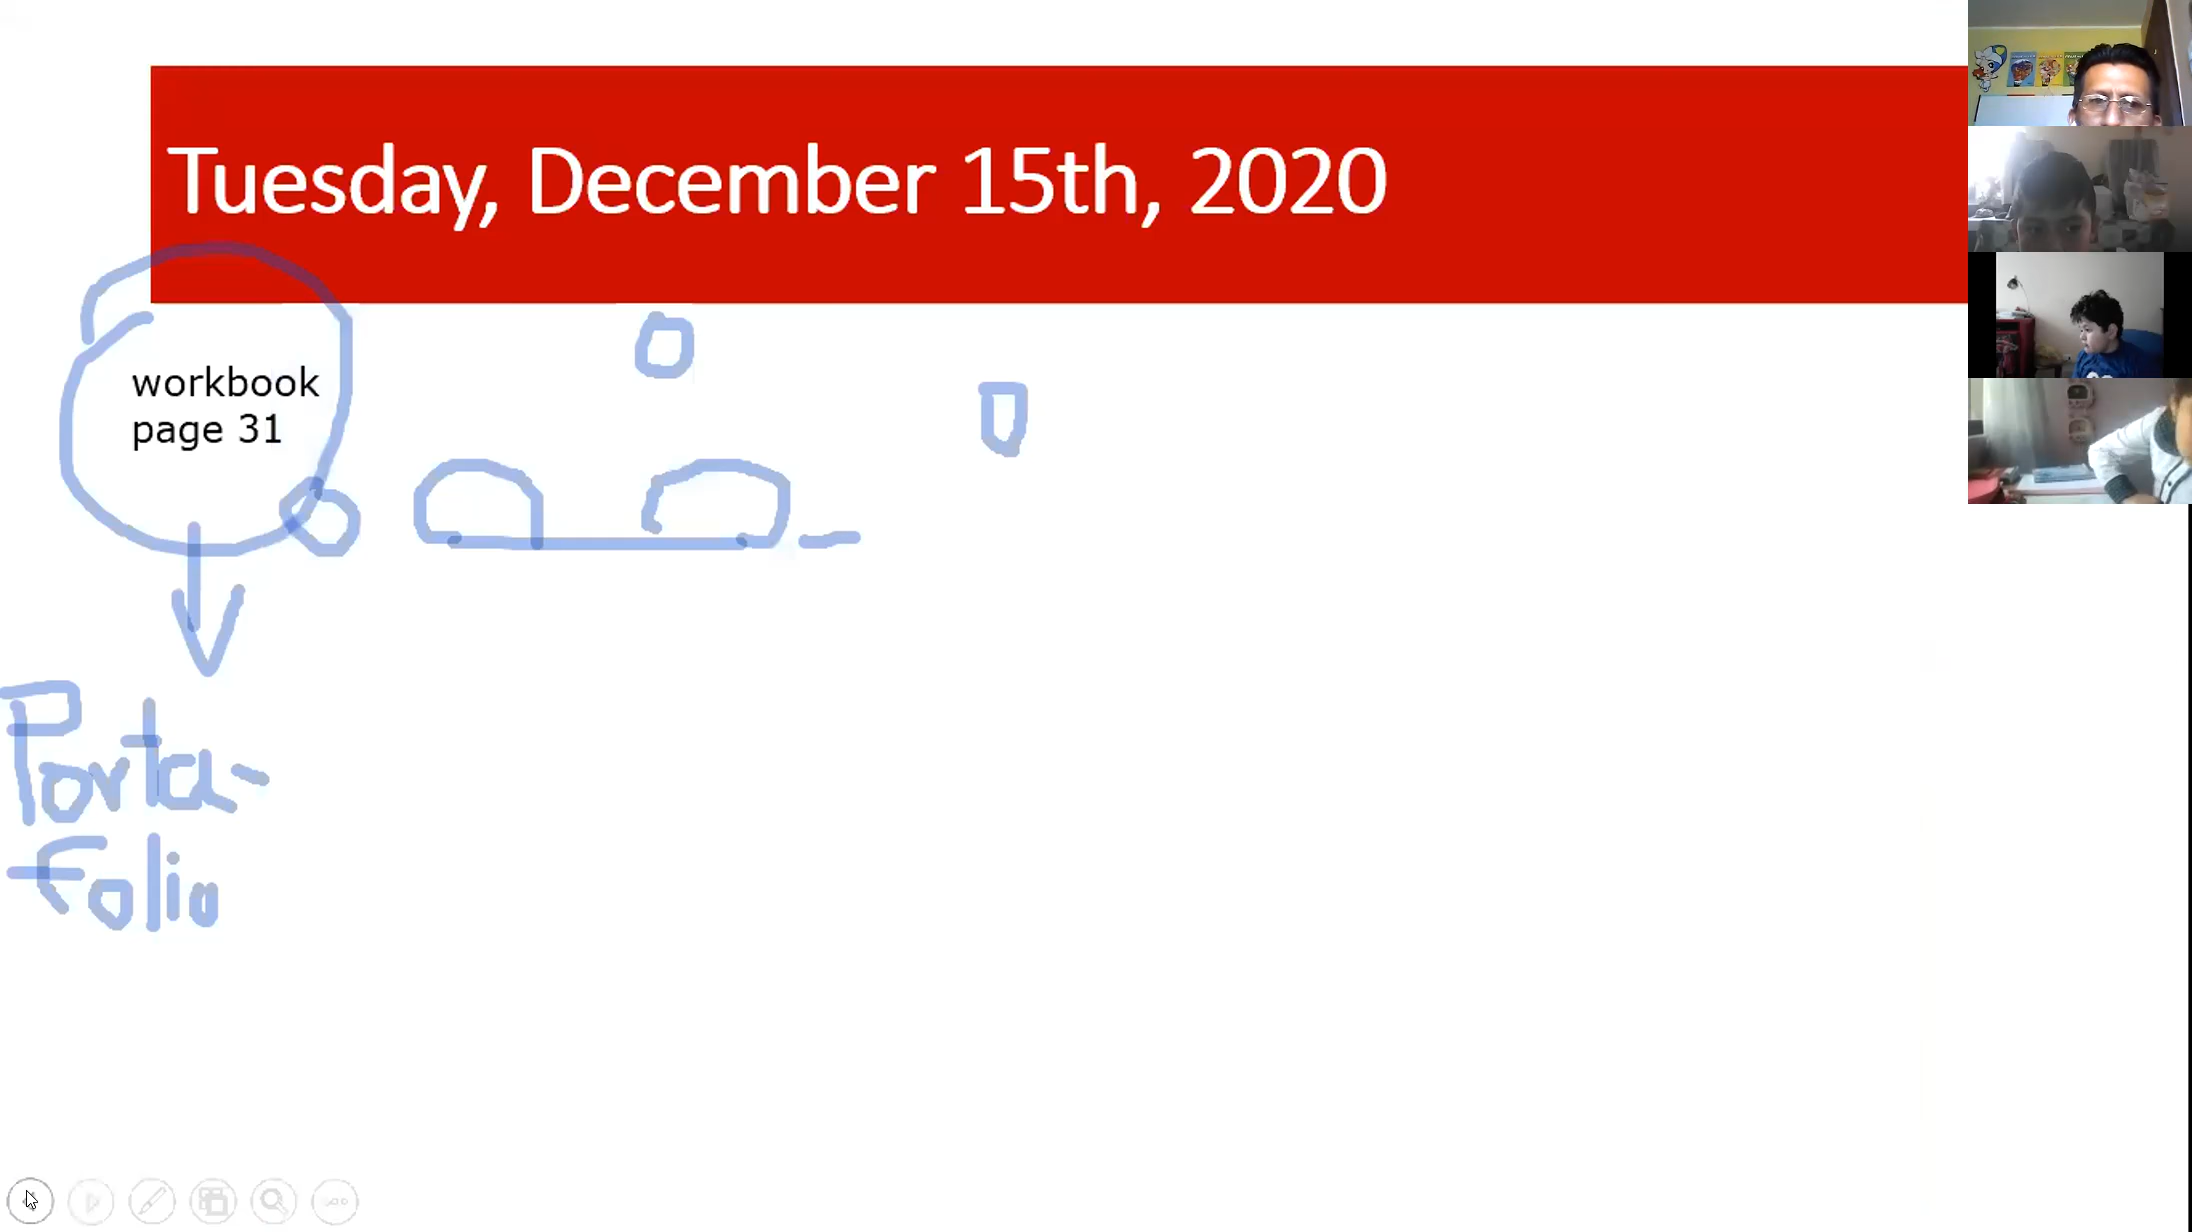 Tuesday, December 15th, 2020
workbook
page 31
Porta-
folio